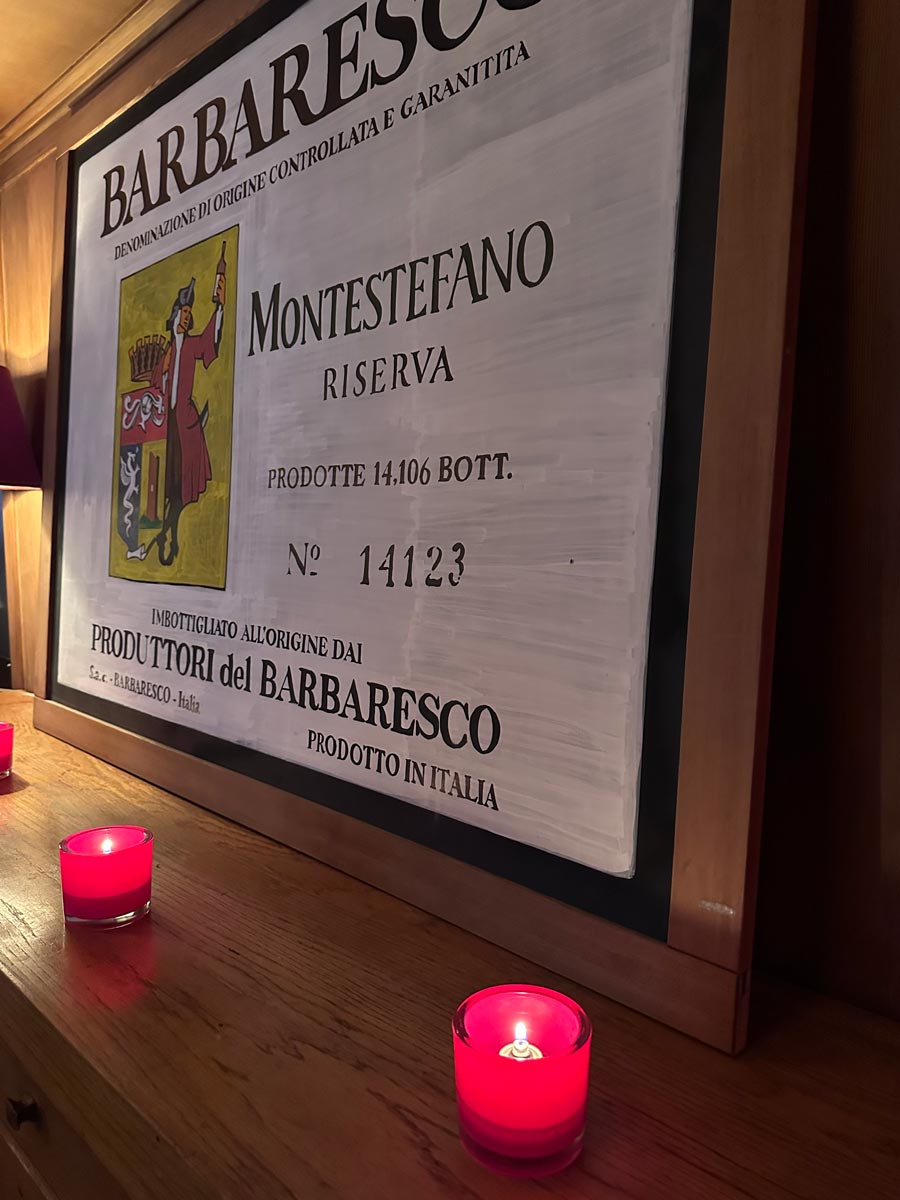 BARBARESCO
DENOMINAZIONE DI ORIGINE CONTROLLATA E GARANITITA
MONTESTEFANO
RISERVA
PRODOTTE 14,106 BOTT.
Nº 14123
IMBOTTIGLIATO ALL'ORIGINE DAI
PRODUTTORI del BARBARESCO
S.a.c. - BARBARESCO - Italia
PRODOTTO IN ITALIA